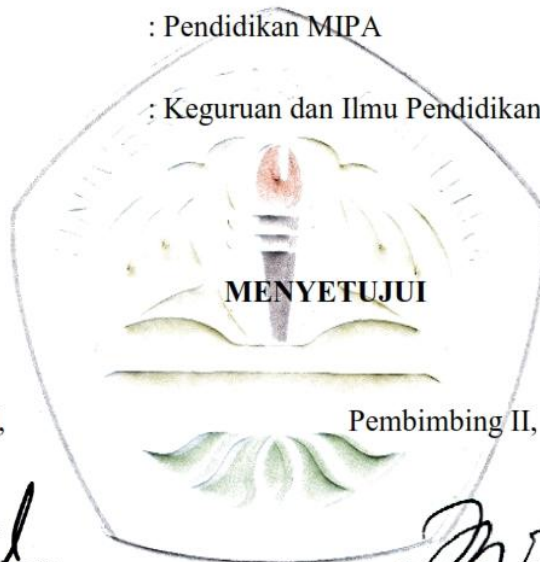 : Pendidikan MIPA
: Keguruan dan Ilmu Pendidikan
MENYETUJUI
, Pembimbing II,